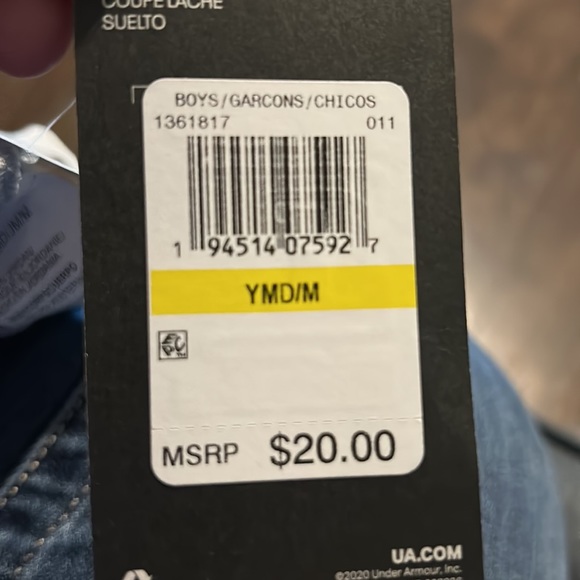 COUPE LÂCHE
SUELTO
BOYS/GARCONS/CHICOS
1361817 011
1 94514 07592 7
YMD/M
MSRP $20.00
UA.COM
©2020 Under Armour, Inc.